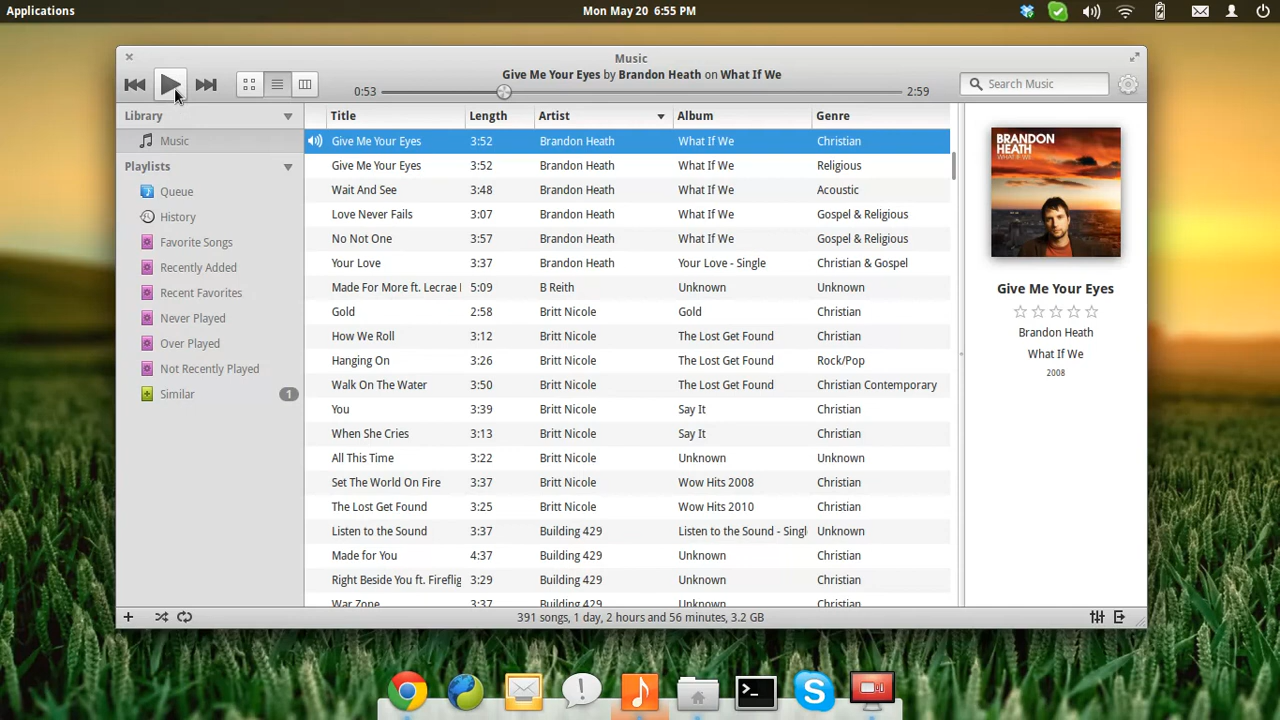 Applications
Mon May 20 6:55 PM
Music
Give Me Your Eyes by Brandon Heath on What If We
0:53
2:59
Search Music
Library
Music
Playlists
Queue
History
Favorite Songs
Recently Added
Recent Favorites
Never Played
Over Played
Not Recently Played
Similar 1
Title Length Artist Album Genre
Give Me Your Eyes 3:52 Brandon Heath What If We Christian
Give Me Your Eyes 3:52 Brandon Heath What If We Religious
Wait And See 3:48 Brandon Heath What If We Acoustic
Love Never Fails 3:07 Brandon Heath What If We Gospel & Religious
No Not One 3:57 Brandon Heath What If We Gospel & Religious
Your Love 3:37 Brandon Heath Your Love - Single Christian & Gospel
Made For More ft. Lecrae 5:09 B Reith Unknown Unknown
Gold 2:58 Britt Nicole Gold Christian
How We Roll 3:12 Britt Nicole The Lost Get Found Christian
Hanging On 3:26 Britt Nicole The Lost Get Found Rock/Pop
Walk On The Water 3:50 Britt Nicole The Lost Get Found Christian Contemporary
You 3:39 Britt Nicole Say It Christian
When She Cries 3:13 Britt Nicole Say It Christian
All This Time 3:22 Britt Nicole Unknown Unknown
Set The World On Fire 3:37 Britt Nicole Wow Hits 2008 Christian
The Lost Get Found 3:25 Britt Nicole Wow Hits 2010 Christian
Listen to the Sound 3:37 Building 429 Listen to the Sound - Singl Unknown
Made for You 4:37 Building 429 Unknown Christian
Right Beside You ft. Firefligl 3:29 Building 429 Unknown Christian
War Zone 3:37 Building 429 Unknown Christian
BRANDON
HEATH
WHAT IF WE
Give Me Your Eyes
Brandon Heath
What If We
2008
391 songs, 1 day, 2 hours and 56 minutes, 3.2 GB